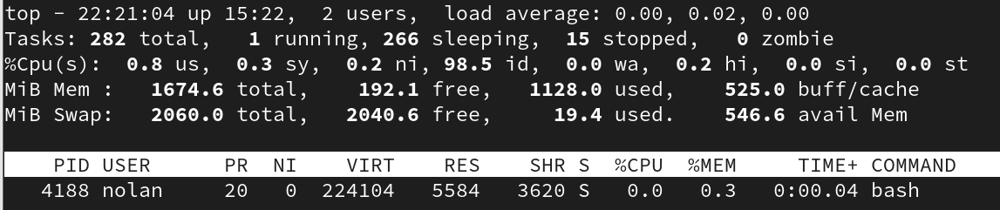 top - 22:21:04 up 15:22,  2 users,  load average: 0.00, 0.02, 0.00
Tasks: 282 total,   1 running, 266 sleeping,  15 stopped,   0 zombie
%Cpu(s):  0.8 us,  0.3 sy,  0.2 ni, 98.5 id,  0.0 wa,  0.2 hi,  0.0 si,  0.0 st
MiB Mem :   1674.6 total,    192.1 free,   1128.0 used,    525.0 buff/cache
MiB Swap:   2060.0 total,   2040.6 free,     19.4 used.    546.6 avail Mem
    PID USER      PR  NI    VIRT    RES    SHR S  %CPU  %MEM     TIME+ COMMAND
   4188 nolan     20   0  224104   5584   3620 S   0.0   0.3   0:00.04 bash